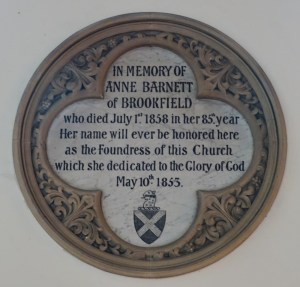 IN MEMORY OF
ANNE BARNETT
of BROOKFIELD
who died July 1st 1858 in her 85th year
Her name will ever be honored here
as the Foundress of this Church
which she dedicated to the Glory of God
May 10th 1853.